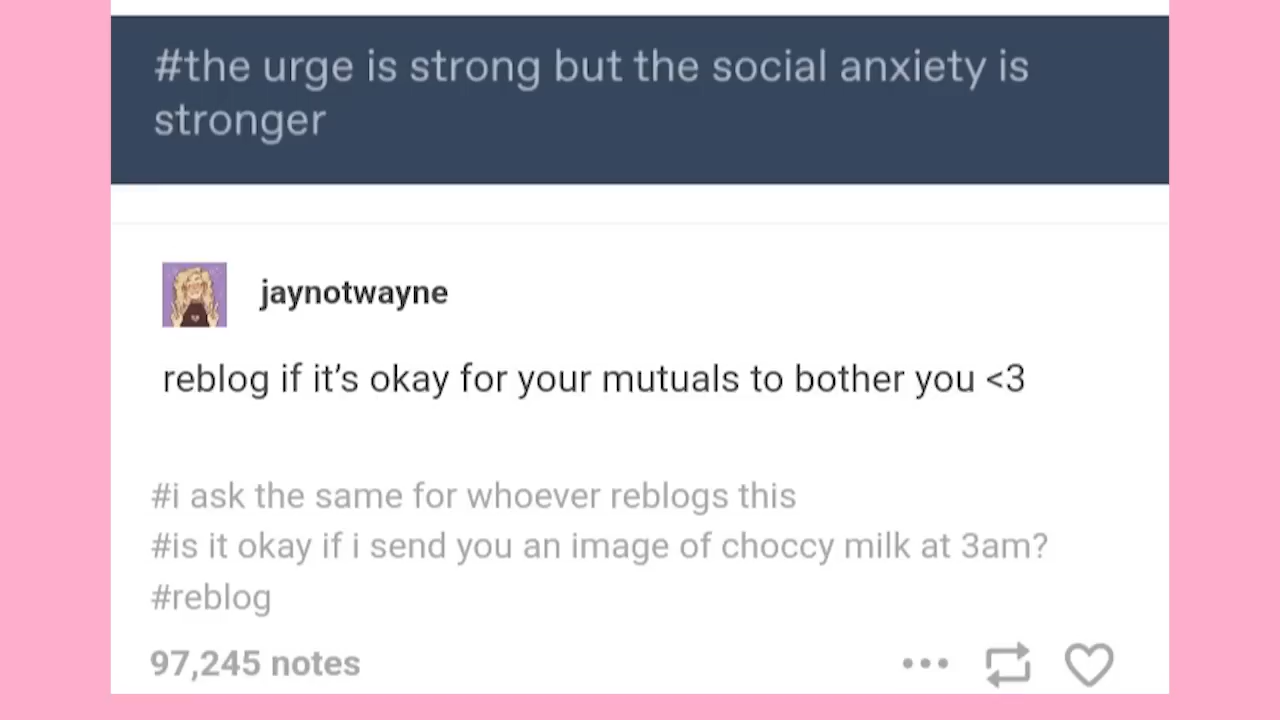 #the urge is strong but the social anxiety is
stronger
jaynotwayne
reblog if it’s okay for your mutuals to bother you <3
#i ask the same for whoever reblogs this
#is it okay if i send you an image of choccy milk at 3am?
#reblog
97,245 notes